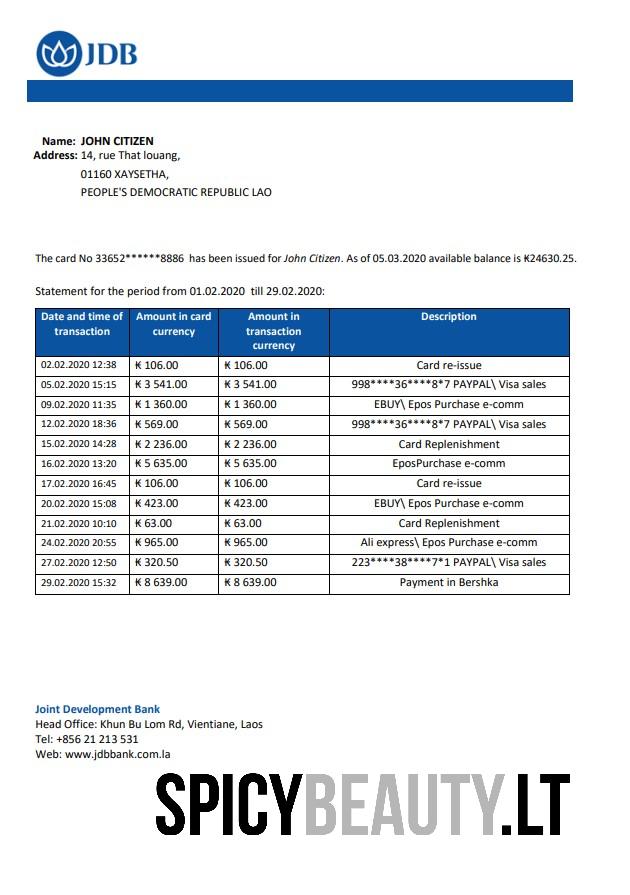 JDB
Name: JOHN CITIZEN
Address: 14, rue That louang,
01160 XAYSETHA,
PEOPLE'S DEMOCRATIC REPUBLIC LAO
The card No 33652******8886 has been issued for John Citizen. As of 05.03.2020 available balance is ₭24630.25.
Statement for the period from 01.02.2020 till 29.02.2020:
Date and time of transaction | Amount in card currency | Amount in transaction currency | Description
02.02.2020 12:38 | ₭ 106.00 | ₭ 106.00 | Card re-issue
05.02.2020 15:15 | ₭ 3 541.00 | ₭ 3 541.00 | 998****36****8*7 PAYPAL\ Visa sales
09.02.2020 11:35 | ₭ 1 360.00 | ₭ 1 360.00 | EBUY\ Epos Purchase e-comm
12.02.2020 18:36 | ₭ 569.00 | ₭ 569.00 | 998****36****8*7 PAYPAL\ Visa sales
15.02.2020 14:28 | ₭ 2 236.00 | ₭ 2 236.00 | Card Replenishment
16.02.2020 13:20 | ₭ 5 635.00 | ₭ 5 635.00 | EposPurchase e-comm
17.02.2020 16:45 | ₭ 106.00 | ₭ 106.00 | Card re-issue
20.02.2020 15:08 | ₭ 423.00 | ₭ 423.00 | EBUY\ Epos Purchase e-comm
21.02.2020 10:10 | ₭ 63.00 | ₭ 63.00 | Card Replenishment
24.02.2020 20:55 | ₭ 965.00 | ₭ 965.00 | Ali express\ Epos Purchase e-comm
27.02.2020 12:50 | ₭ 320.50 | ₭ 320.50 | 223****38****7*1 PAYPAL\ Visa sales
29.02.2020 15:32 | ₭ 8 639.00 | ₭ 8 639.00 | Payment in Bershka
Joint Development Bank
Head Office: Khun Bu Lom Rd, Vientiane, Laos
Tel: +856 21 213 531
Web: www.jdbbank.com.la
SPICYBEAUTY.LT